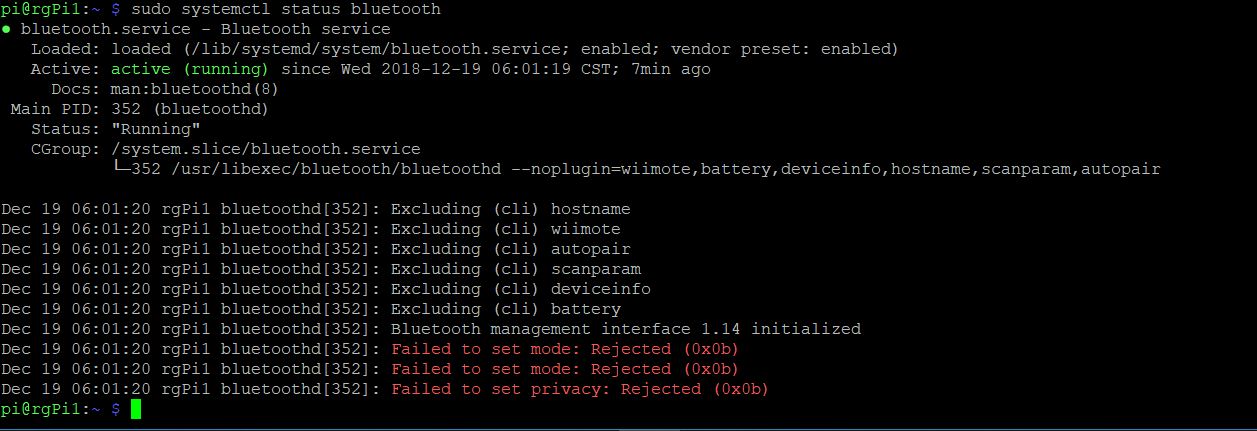 pi@rgPi1:~ $ sudo systemctl status bluetooth
● bluetooth.service - Bluetooth service
   Loaded: loaded (/lib/systemd/system/bluetooth.service; enabled; vendor preset: enabled)
   Active: active (running) since Wed 2018-12-19 06:01:19 CST; 7min ago
     Docs: man:bluetoothd(8)
 Main PID: 352 (bluetoothd)
   Status: "Running"
   CGroup: /system.slice/bluetooth.service
           └─352 /usr/libexec/bluetooth/bluetoothd --noplugin=wiimote,battery,deviceinfo,hostname,scanparam,autopair

Dec 19 06:01:20 rgPi1 bluetoothd[352]: Excluding (cli) hostname
Dec 19 06:01:20 rgPi1 bluetoothd[352]: Excluding (cli) wiimote
Dec 19 06:01:20 rgPi1 bluetoothd[352]: Excluding (cli) autopair
Dec 19 06:01:20 rgPi1 bluetoothd[352]: Excluding (cli) scanparam
Dec 19 06:01:20 rgPi1 bluetoothd[352]: Excluding (cli) deviceinfo
Dec 19 06:01:20 rgPi1 bluetoothd[352]: Excluding (cli) battery
Dec 19 06:01:20 rgPi1 bluetoothd[352]: Bluetooth management interface 1.14 initialized
Dec 19 06:01:20 rgPi1 bluetoothd[352]: Failed to set mode: Rejected (0x0b)
Dec 19 06:01:20 rgPi1 bluetoothd[352]: Failed to set mode: Rejected (0x0b)
Dec 19 06:01:20 rgPi1 bluetoothd[352]: Failed to set privacy: Rejected (0x0b)
pi@rgPi1:~ $